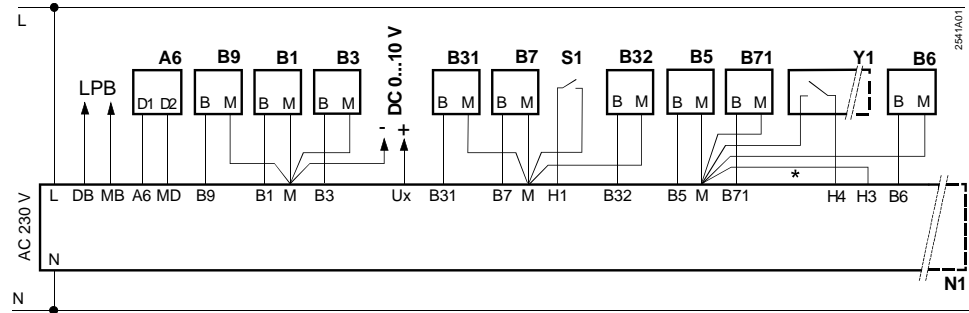 L
2541A01
A6 B9 B1 B3 DC 0...10 V B31 B7 S1 B32 B5 B71 Y1 B6
LPB
D1 D2 B M B M B M B M B M B M B M B M B M
- +
*
L DB MB A6 MD B9 B1 M B3 Ux B31 B7 M H1 B32 B5 M B71 H4 H3 B6
AC 230 V
N
N1
N